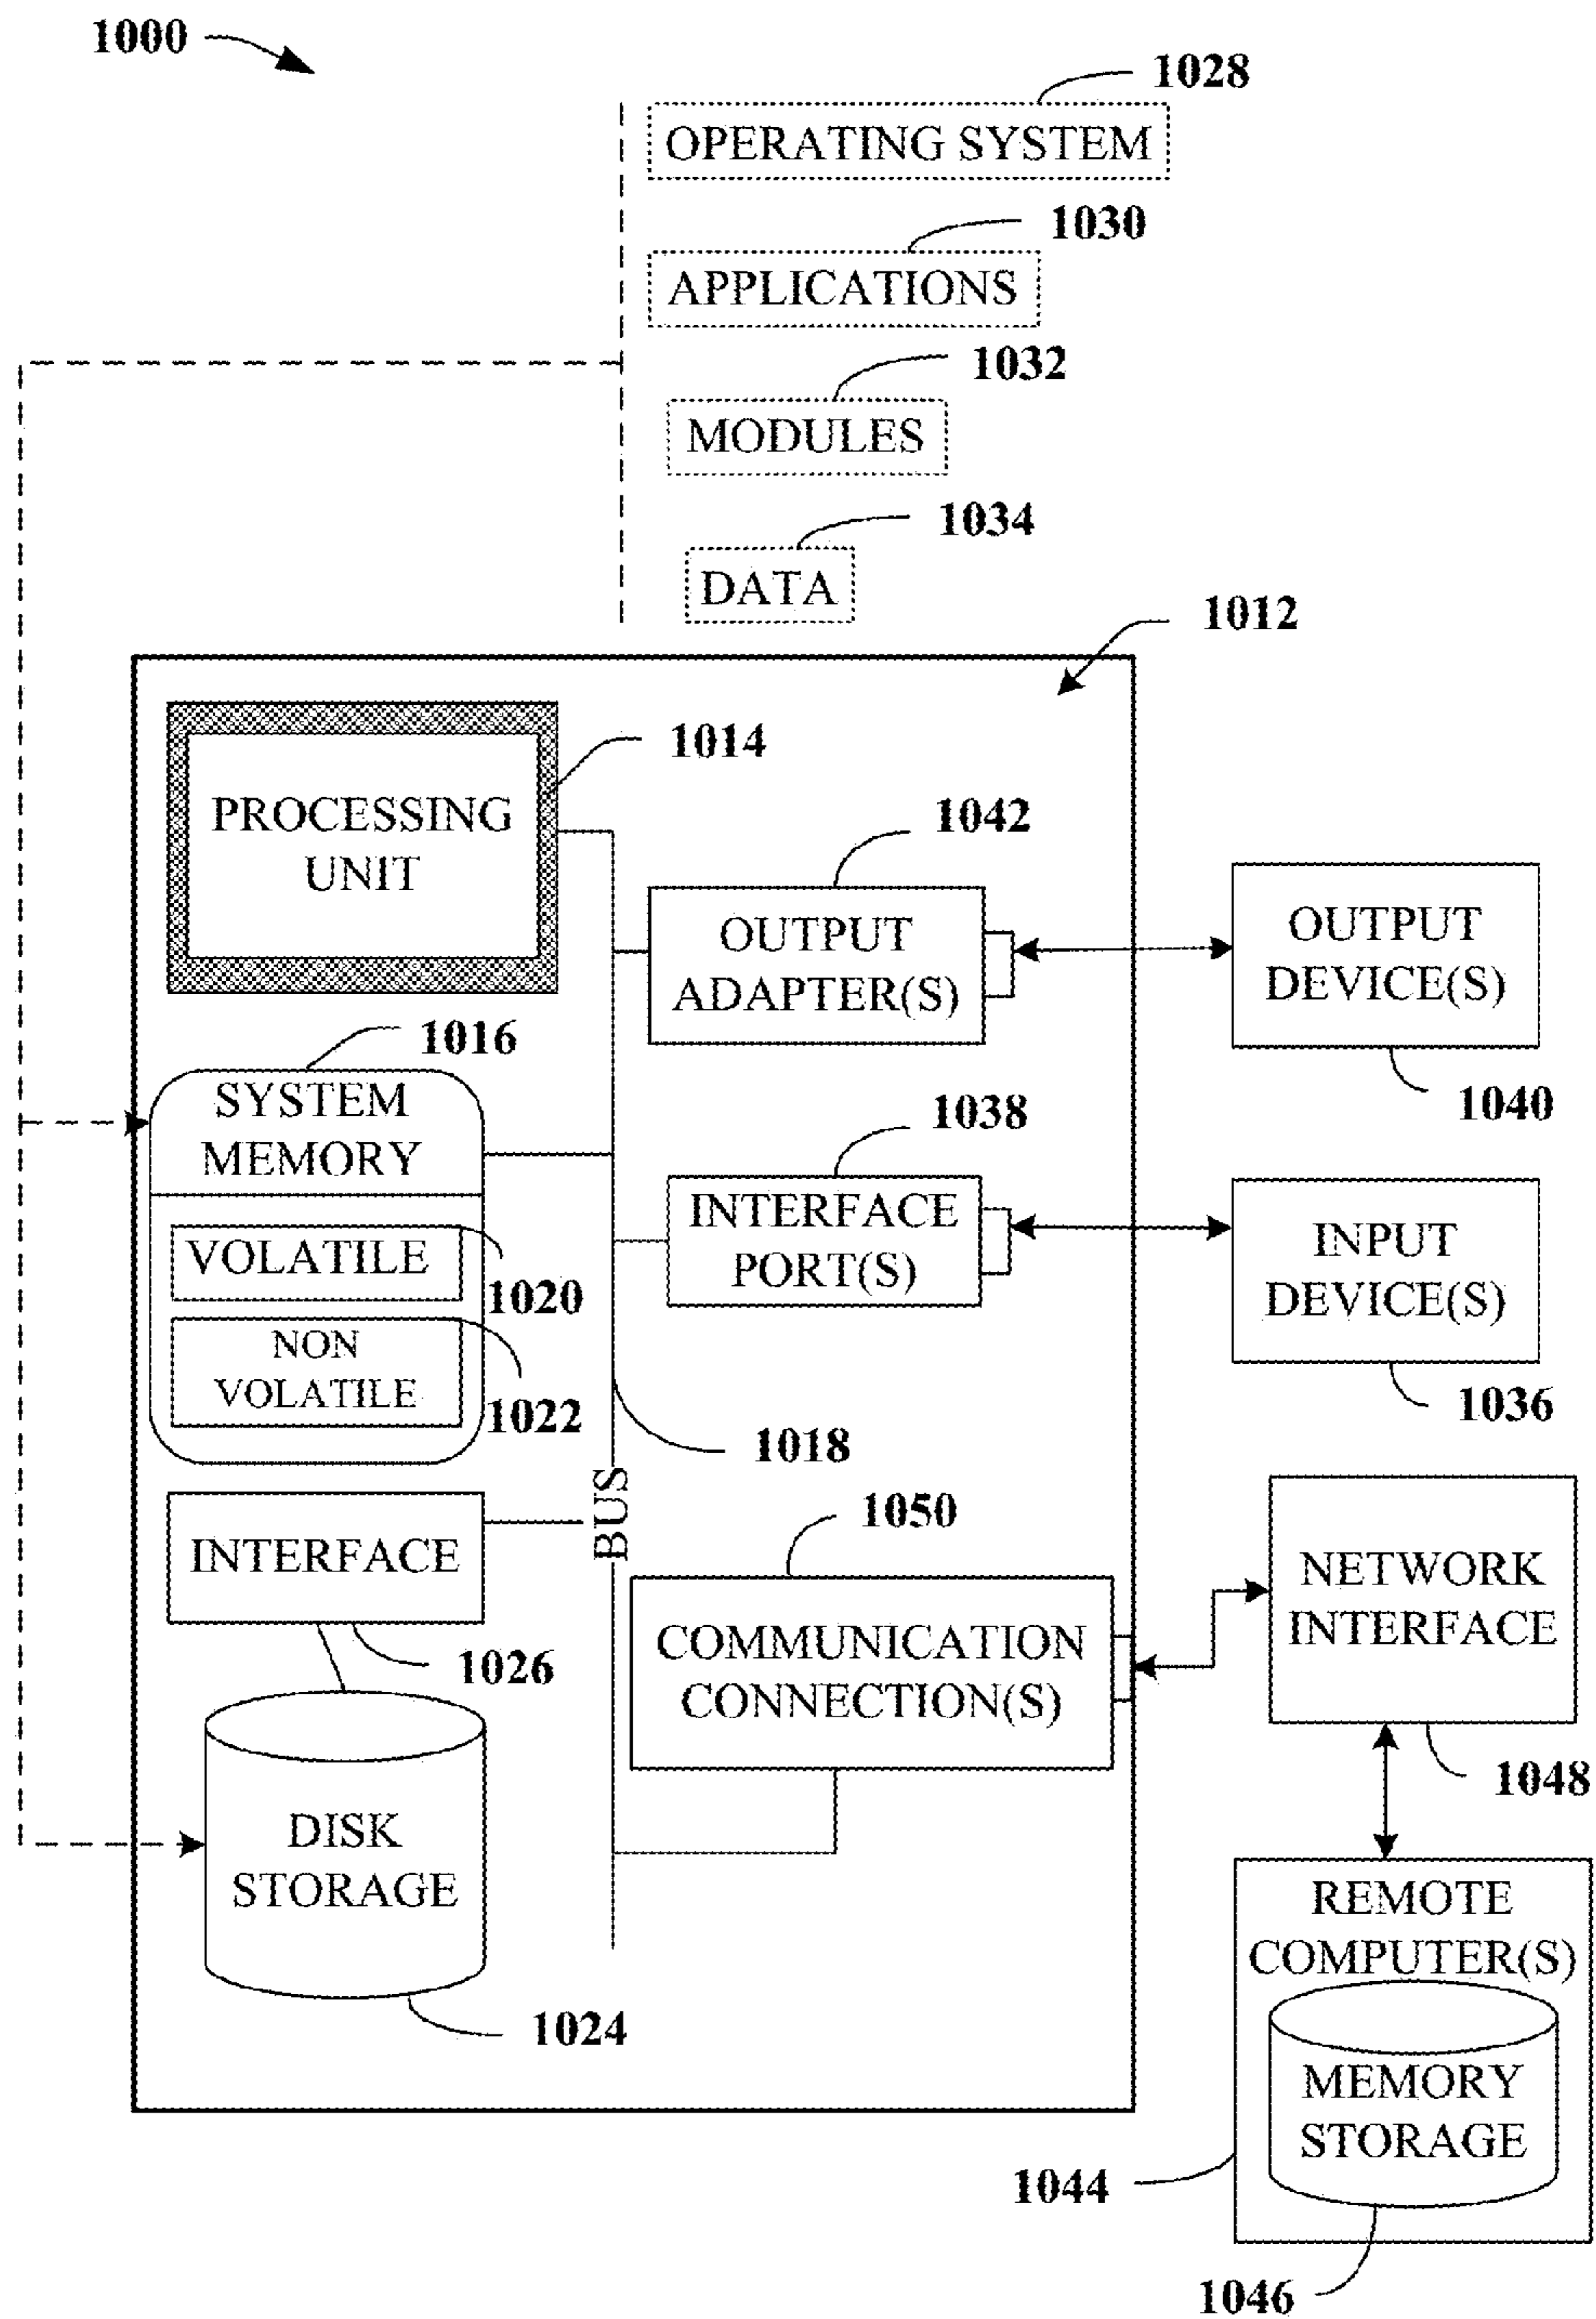 1000
1028
OPERATING SYSTEM
1030
APPLICATIONS
1032
MODULES
1034
DATA
1012
PROCESSING
UNIT
1014
1042
OUTPUT
ADAPTER(S)
OUTPUT
DEVICE(S)
1040
1016
SYSTEM
MEMORY
VOLATILE
1020
NON
VOLATILE
1022
1038
INTERFACE
PORT(S)
INPUT
DEVICE(S)
1036
1018
BUS
INTERFACE
1026
1050
COMMUNICATION
CONNECTION(S)
NETWORK
INTERFACE
1048
DISK
STORAGE
1024
REMOTE
COMPUTER(S)
MEMORY
STORAGE
1044
1046